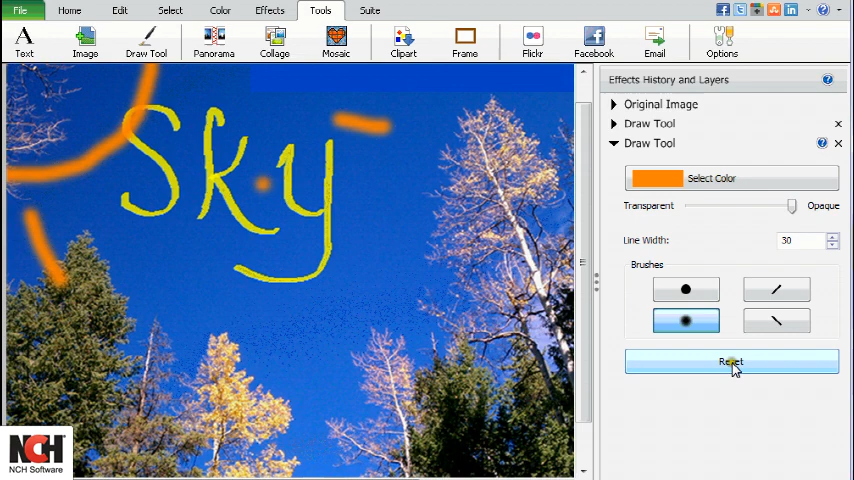 File Home Edit Select Color Effects Tools Suite
Text Image Draw Tool Panorama Collage Mosaic Clipart Frame Flickr Facebook Email Options
Effects History and Layers
Original Image
Draw Tool
Draw Tool
Select Color
Transparent Opaque
Line Width: 30
Brushes
Reset
Sky
NCH
NCH Software